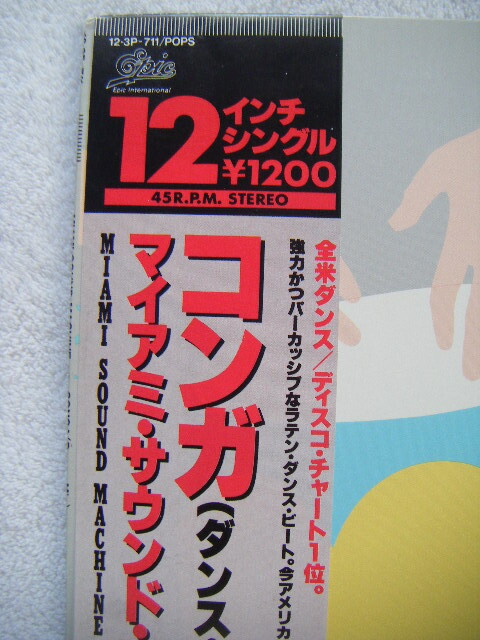 12-3P-711/POPS
Epic
Epic International
12インチ
シングル
¥1200
45R.P.M. STEREO
全米ダンス/ディスコ・チャート1位。
強力かつパーカッシブなラテン・ダンス・ビート。今アメリカ
コンガ(ダンス・
マイアミ・サウンド・
MIAMI SOUND MACHINE